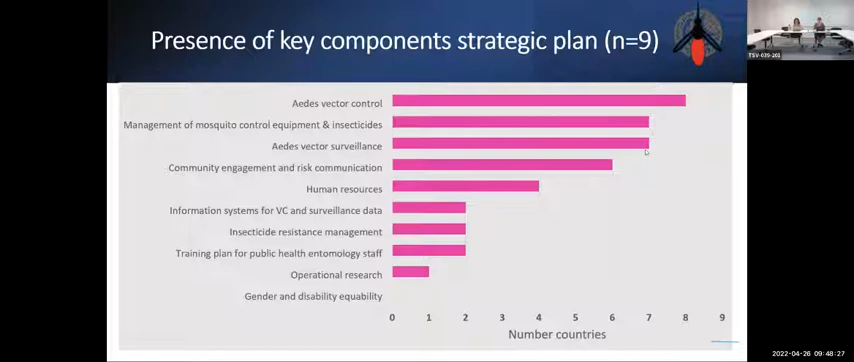 Presence of key components strategic plan (n=9)
TSV-039-201
Aedes vector control
Management of mosquito control equipment & insecticides
Aedes vector surveillance
Community engagement and risk communication
Human resources
Information systems for VC and surveillance data
Insecticide resistance management
Training plan for public health entomology staff
Operational research
Gender and disability equability
0 1 2 3 4 5 6 7 8 9
Number countries
2022-04-26 09:48:27